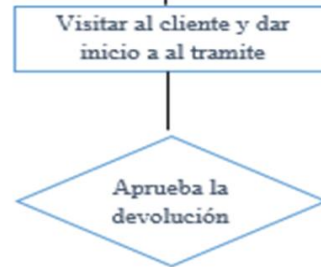 Visitar al cliente y dar
inicio a al tramite
Aprueba la
devolución